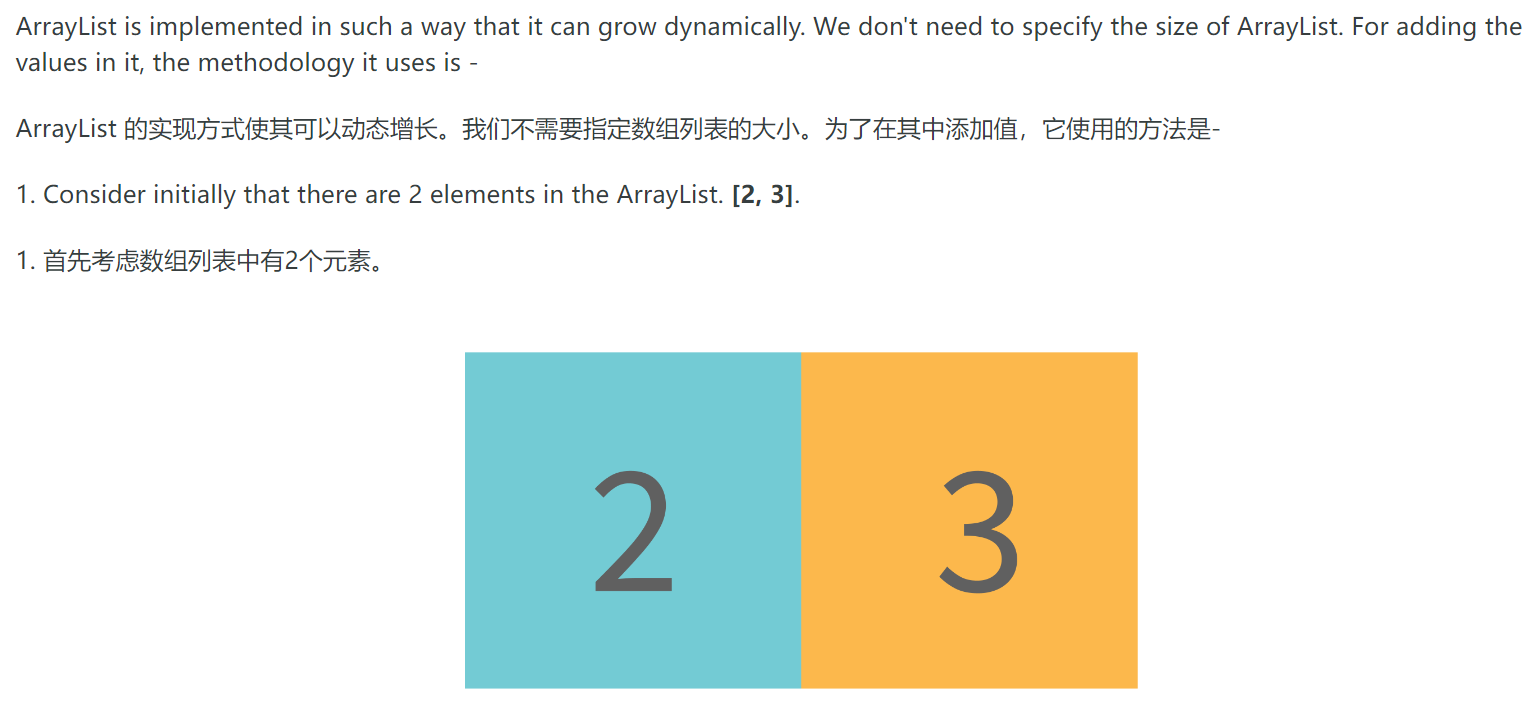 ArrayList is implemented in such a way that it can grow dynamically. We don't need to specify the size of ArrayList. For adding the
values in it, the methodology it uses is -
ArrayList 的实现方式使其可以动态增长。我们不需要指定数组列表的大小。为了在其中添加值，它使用的方法是-
1. Consider initially that there are 2 elements in the ArrayList. [2, 3].
1. 首先考虑数组列表中有2个元素。
2 3